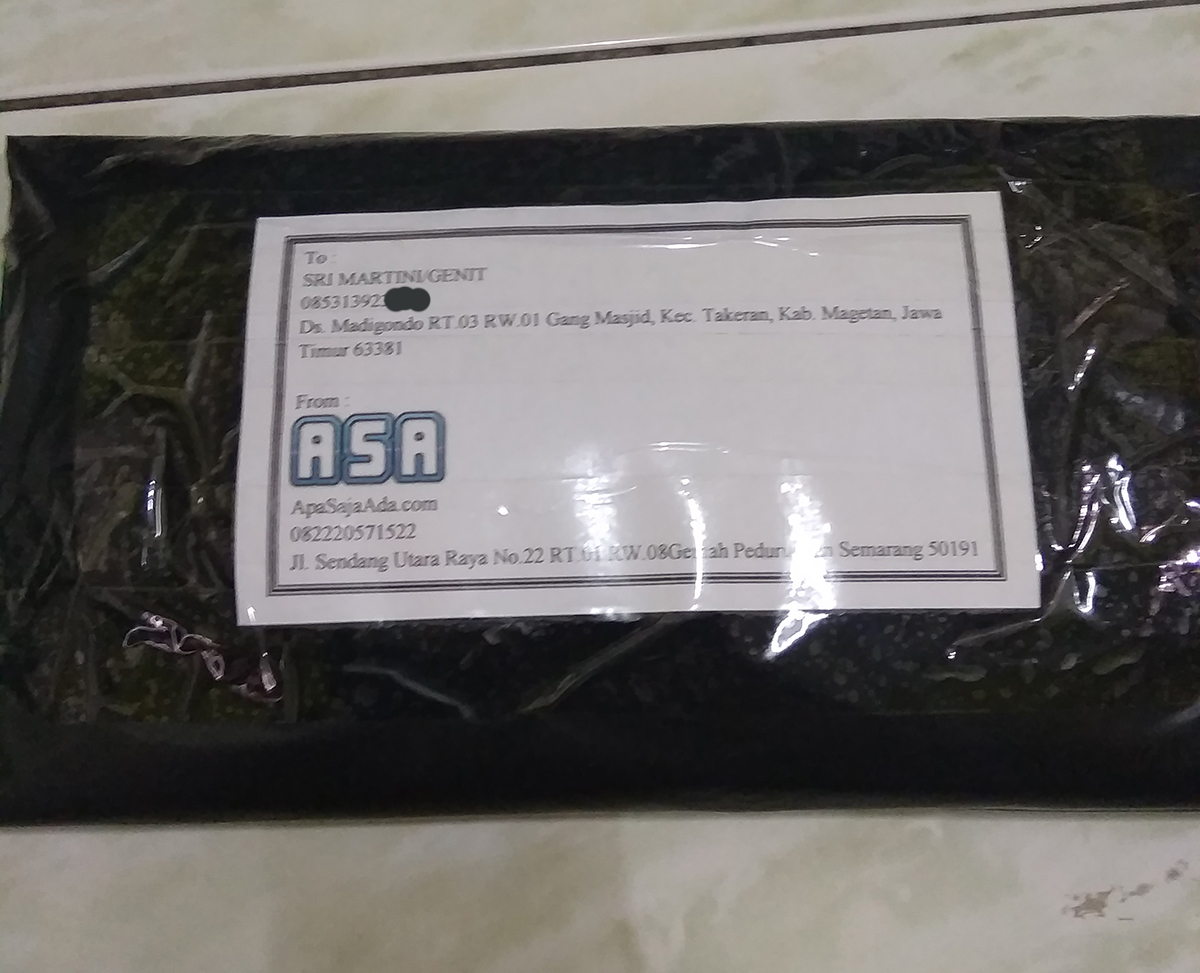 To :
SRI MARTINI/GENIT
08531392
Ds. Madigondo RT.03 RW.01 Gang Masjid, Kec. Takeran, Kab. Magetan, Jawa
Timur 63381
From :
ASA
ApaSajaAda.com
082220571522
Jl. Sendang Utara Raya No.22 RT.01 RW.08 Semarang 50191